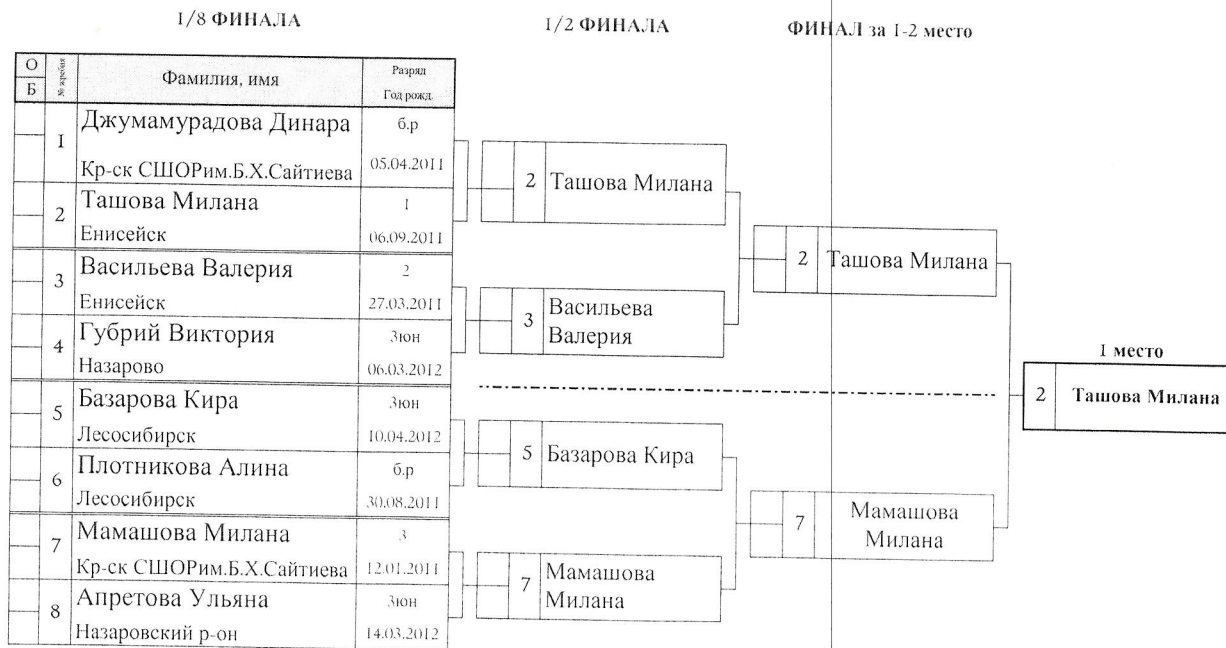 1/8 ФИНАЛА
1/2 ФИНАЛА
ФИНАЛ за 1-2 место
О
Б
№ жребия
Фамилия, имя
Разряд
Год рожд.
1
Джумамурадова Динара
б.р
Кр-ск СШОРим.Б.Х.Сайтиева
05.04.2011
2
Ташова Милана
1
Енисейск
06.09.2011
3
Васильева Валерия
2
Енисейск
27.03.2011
4
Губрий Виктория
3юн
Назарово
06.03.2012
5
Базарова Кира
3юн
Лесосибирск
10.04.2012
6
Плотникова Алина
б.р
Лесосибирск
30.08.2011
7
Мамашова Милана
3
Кр-ск СШОРим.Б.Х.Сайтиева
12.01.2011
8
Апретова Ульяна
3юн
Назаровский р-он
14.03.2012
2 Ташова Милана
3 Васильева
Валерия
5 Базарова Кира
7 Мамашова
Милана
2 Ташова Милана
7 Мамашова
Милана
1 место
2 Ташова Милана